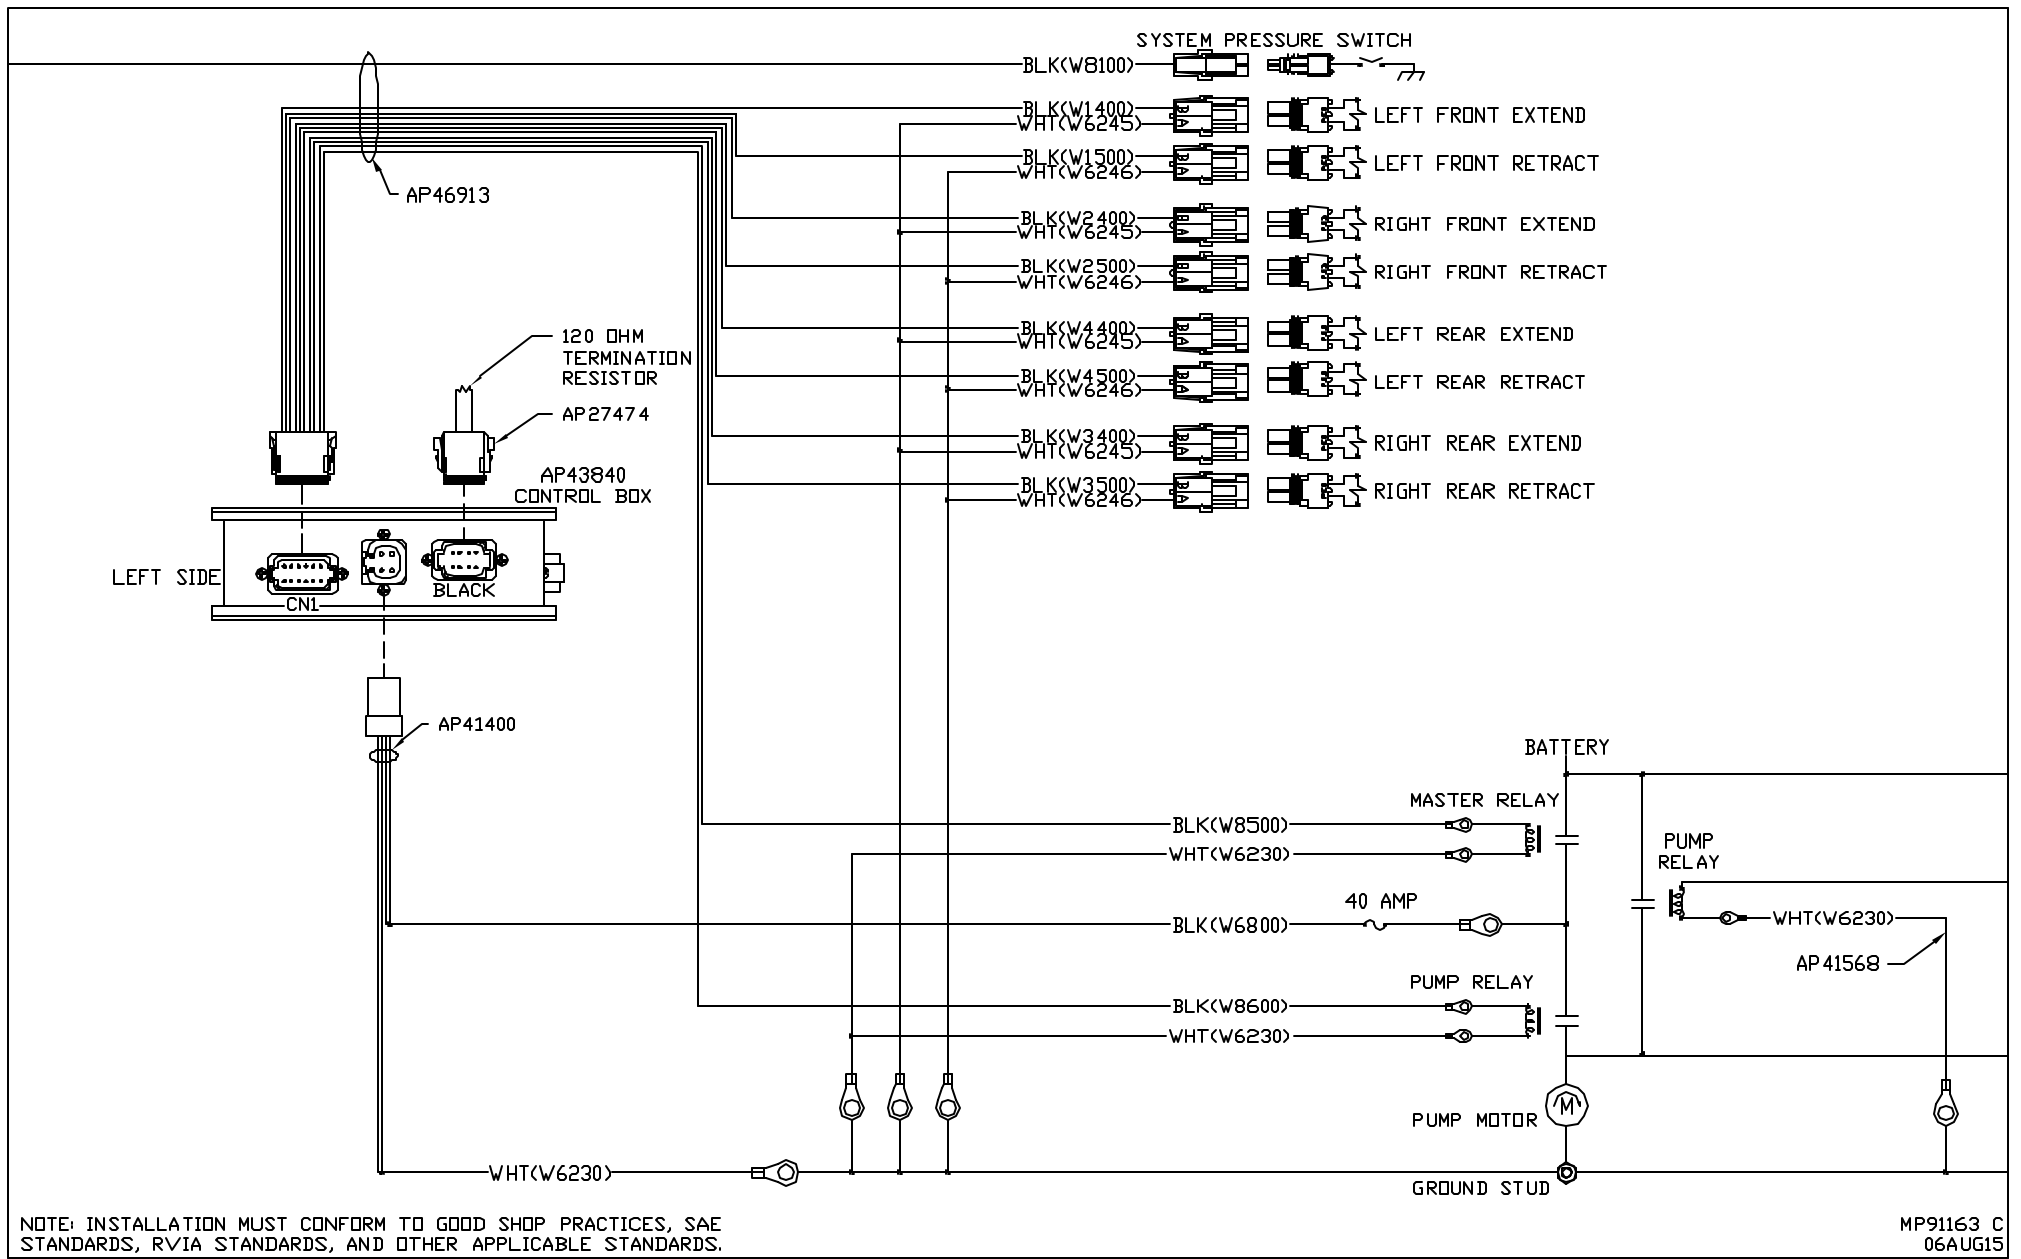 SYSTEM PRESSURE SWITCH
BLK(W8100)
BLK(W1400)
WHT(W6245)
B
A
LEFT FRONT EXTEND
BLK(W1500)
WHT(W6246)
B
A
LEFT FRONT RETRACT
AP46913
BLK(W2400)
WHT(W6245)
B
A
RIGHT FRONT EXTEND
BLK(W2500)
WHT(W6246)
B
A
RIGHT FRONT RETRACT
120 OHM
TERMINATION
RESISTOR
BLK(W4400)
WHT(W6245)
B
A
LEFT REAR EXTEND
BLK(W4500)
WHT(W6246)
B
A
LEFT REAR RETRACT
AP27474
BLK(W3400)
WHT(W6245)
B
A
RIGHT REAR EXTEND
AP43840
CONTROL BOX
BLK(W3500)
WHT(W6246)
B
A
RIGHT REAR RETRACT
LEFT SIDE
CN1
BLACK
AP41400
BATTERY
MASTER RELAY
BLK(W8500)
WHT(W6230)
PUMP
RELAY
40 AMP
BLK(W6800)
WHT(W6230)
AP41568
PUMP RELAY
BLK(W8600)
WHT(W6230)
M
PUMP MOTOR
WHT(W6230)
GROUND STUD
NOTE: INSTALLATION MUST CONFORM TO GOOD SHOP PRACTICES, SAE
STANDARDS, RVIA STANDARDS, AND OTHER APPLICABLE STANDARDS.
MP91163 C
06AUG15